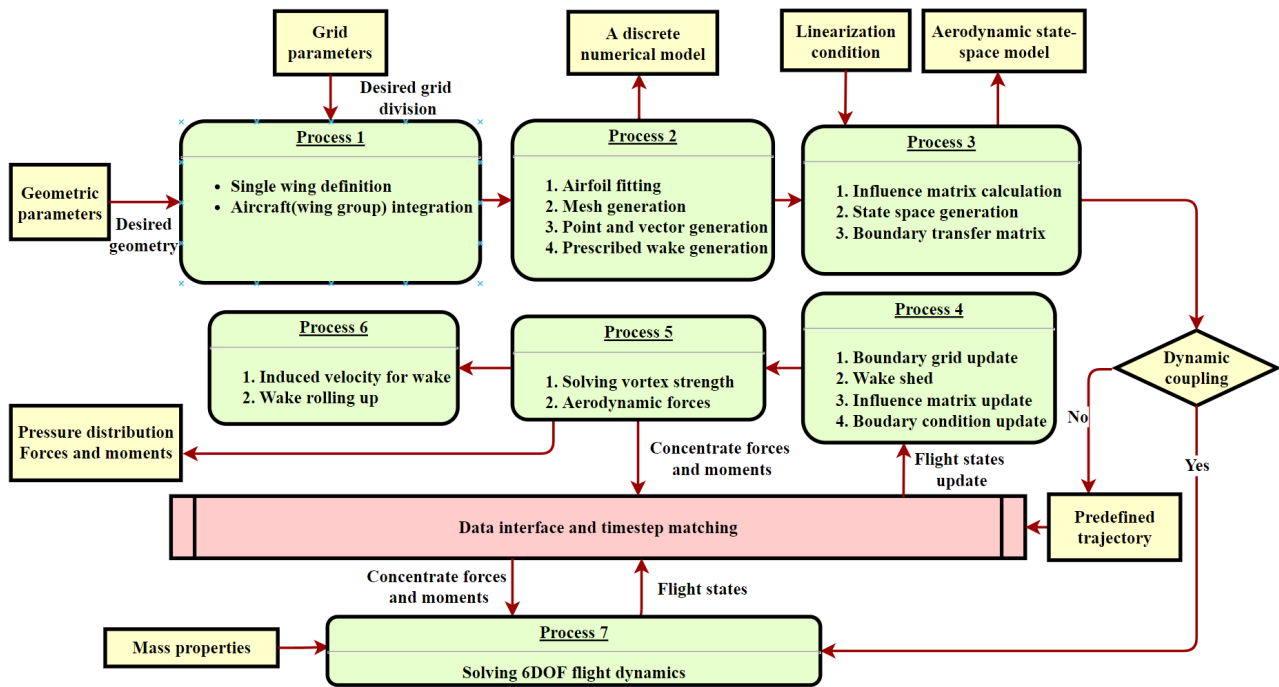 Grid
parameters
A discrete
numerical model
Linearization
condition
Aerodynamic state-
space model
Desired grid
division
Geometric
parameters
Desired
geometry
Process 1
• Single wing definition
• Aircraft(wing group) integration
Process 2
1. Airfoil fitting
2. Mesh generation
3. Point and vector generation
4. Prescribed wake generation
Process 3
1. Influence matrix calculation
2. State space generation
3. Boundary transfer matrix
Process 6
1. Induced velocity for wake
2. Wake rolling up
Process 5
1. Solving vortex strength
2. Aerodynamic forces
Process 4
1. Boundary grid update
2. Wake shed
3. Influence matrix update
4. Boudary condition update
Dynamic
coupling
No
Yes
Pressure distribution
Forces and moments
Concentrate forces
and moments
Flight states
update
Data interface and timestep matching
Predefined
trajectory
Concentrate forces
and moments
Flight states
Mass properties
Process 7
Solving 6DOF flight dynamics